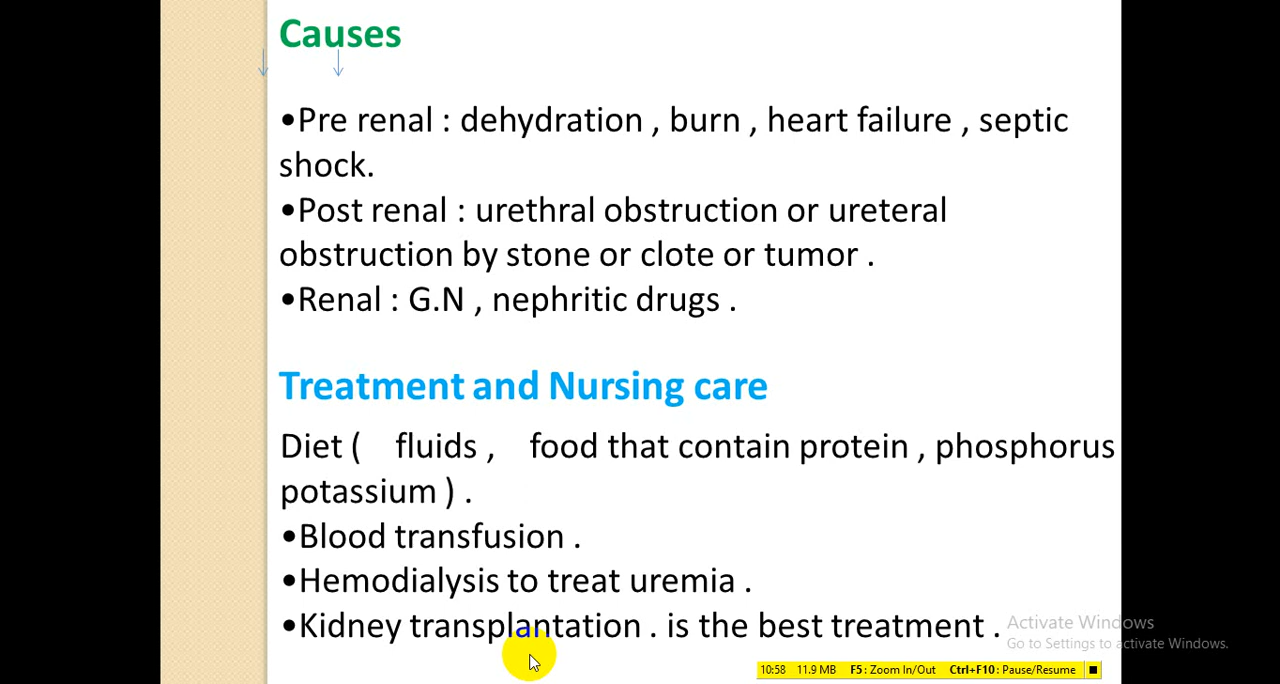 Causes
•Pre renal : dehydration , burn , heart failure , septic
shock.
•Post renal : urethral obstruction or ureteral
obstruction by stone or clote or tumor .
•Renal : G.N , nephritic drugs .
Treatment and Nursing care
Diet ( fluids , food that contain protein , phosphorus
potassium ) .
•Blood transfusion .
•Hemodialysis to treat uremia .
•Kidney transplantation . is the best treatment .
Activate Windows
Go to Settings to activate Windows.
10:58 11.9 MB F5: Zoom In/Out Ctrl+F10: Pause/Resume